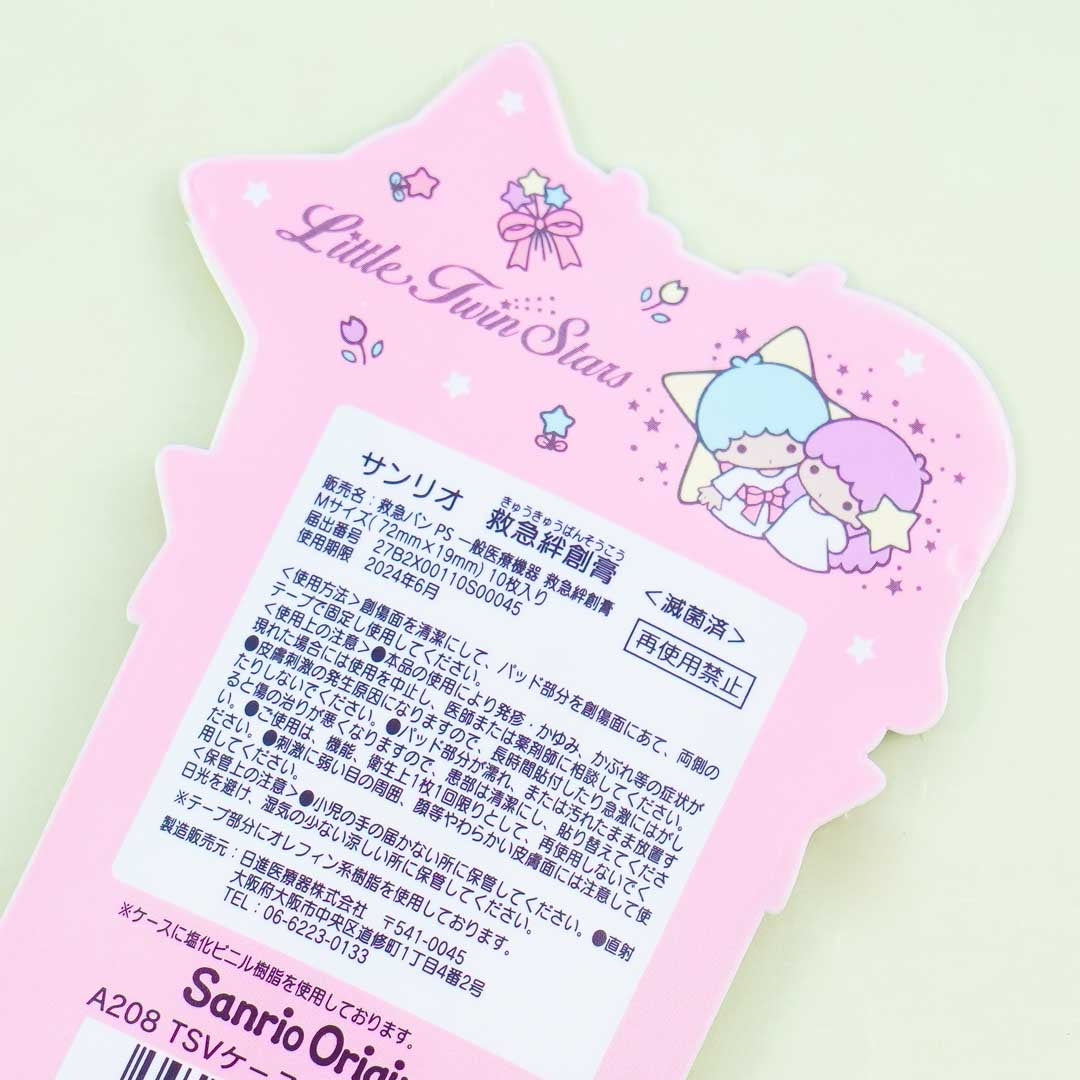 Little Twin Stars
サンリオ 救急絆創膏
きゅうきゅうばんそうこう
販売名:救急バン PS 一般医療機器 救急絆創膏
Mサイズ(72mm×19mm) 10枚入り
届出番号 27B2X00110S00045
使用期限 2024年6月
<滅菌済>
再使用禁止
<使用方法>創傷面を清潔にして、パッド部分を創傷面にあて、両側の
テープで固定し使用してください。
<使用上の注意>●本品の使用により発疹・かゆみ、かぶれ等の症状が
現れた場合には使用を中止し、医師または薬剤師に相談してください。
●皮膚刺激の発生原因になりますので、長時間貼付したり急激にはがし
たりしないでください。●パッド部分が濡れ、または汚れたまま放置す
ると傷の治りが悪くなりますので、患部は清潔にし、貼り替えてくださ
い。●ご使用は、機能、衛生上1枚1回限りとして、再使用しないでく
ださい。●刺激に弱い目の周囲、顔等やわらかい皮膚面には注意して使
用してください。
<保管上の注意>●小児の手の届かない所に保管してください。●直射
日光を避け、湿気の少ない涼しい所に保管してください。
※テープ部分にオレフィン系樹脂を使用しております。
製造販売元:日進医療器株式会社 〒541-0045
大阪府大阪市中央区道修町1丁目4番2号
TEL:06-6223-0133
※ケースに塩化ビニル樹脂を使用しております。
Sanrio
A208 TSVケース